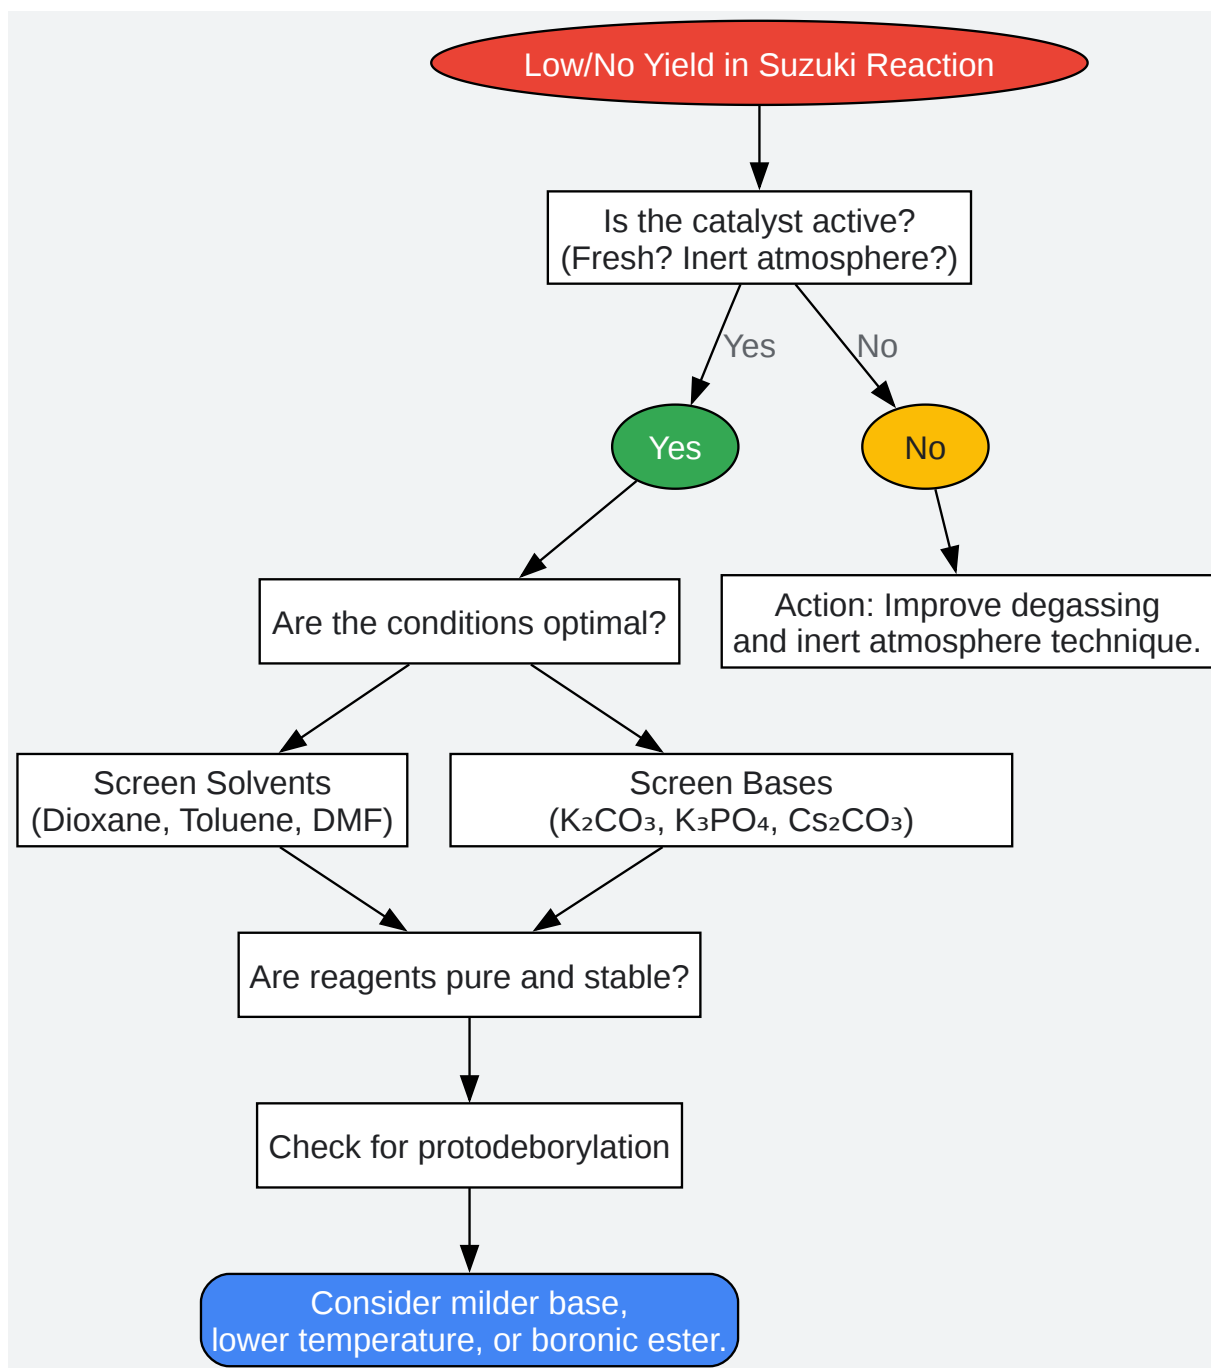 Low/No Yield in Suzuki Reaction
Is the catalyst active?
(Fresh? Inert atmosphere?)
Yes
No
Yes
No
Are the conditions optimal?
Action: Improve degassing
and inert atmosphere technique.
Screen Solvents
(Dioxane, Toluene, DMF)
Screen Bases
(K₂CO₃, K₃PO₄, Cs₂CO₃)
Are reagents pure and stable?
Check for protodeborylation
Consider milder base,
lower temperature, or boronic ester.